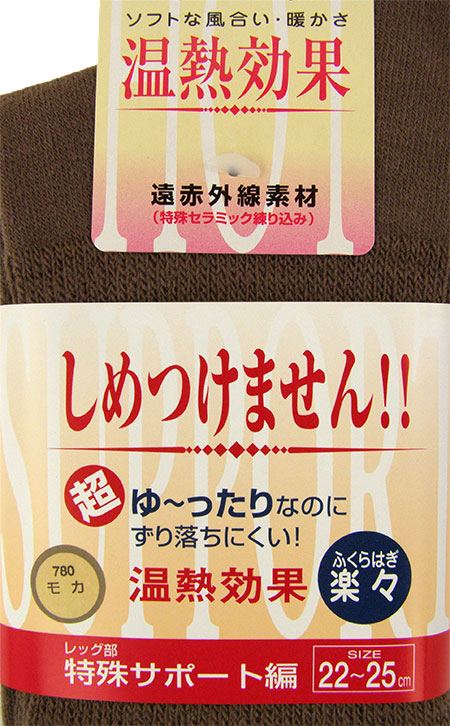 ソフトな風合い・暖かさ
温熱効果
HOT
遠赤外線素材
(特殊セラミック練り込み)
SUPPORT
しめつけません!!
超
ゆ〜ったりなのに
ずり落ちにくい!
780
モカ
温熱効果
ふくらはぎ
楽々
レッグ部
特殊サポート編
SIZE
22〜25cm